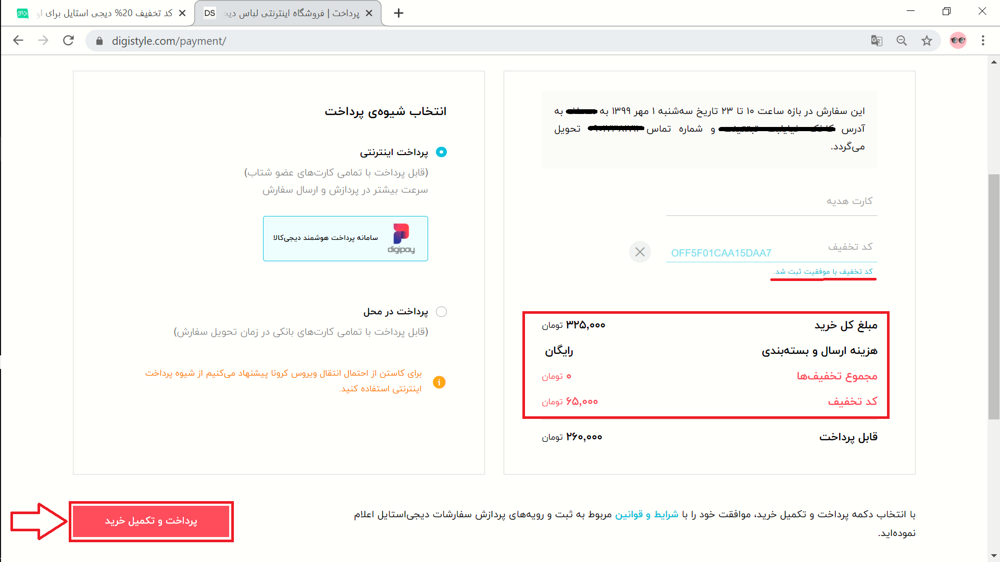 کد تخفیف 20% دیجی استایل برای او
DS
پرداخت | فروشگاه اینترنتی لباس دیج
digistyle.com/payment/
این سفارش در بازه ساعت ۱۰ تا ۲۳ تاریخ سه‌شنبه ۱ مهر ۱۳۹۹ به به
آدرس و شماره تماس تحویل
می‌گردد.
کارت هدیه
کد تخفیف
OFF5F01CAA15DAA7
کد تخفیف با موفقیت ثبت شد.
مبلغ کل خرید ۳۲۵,۰۰۰ تومان
هزینه ارسال و بسته‌بندی رایگان
مجموع تخفیف‌ها ۰ تومان
کد تخفیف ۶۵,۰۰۰ تومان
قابل پرداخت ۲۶۰,۰۰۰ تومان
انتخاب شیوه‌ی پرداخت
پرداخت اینترنتی
(قابل پرداخت با تمامی کارت‌های عضو شتاب)
سرعت بیشتر در پردازش و ارسال سفارش
سامانه پرداخت هوشمند دیجی‌کالا
digipay
پرداخت در محل
(قابل پرداخت با تمامی کارت‌های بانکی در زمان تحویل سفارش)
برای کاستن از احتمال انتقال ویروس کرونا پیشنهاد می‌کنیم از شیوه پرداخت
اینترنتی استفاده کنید.
با انتخاب دکمه پرداخت و تکمیل خرید، موافقت خود را با شرایط و قوانین مربوط به ثبت و رویه‌های پردازش سفارشات دیجی‌استایل اعلام
نموده‌اید.
پرداخت و تکمیل خرید